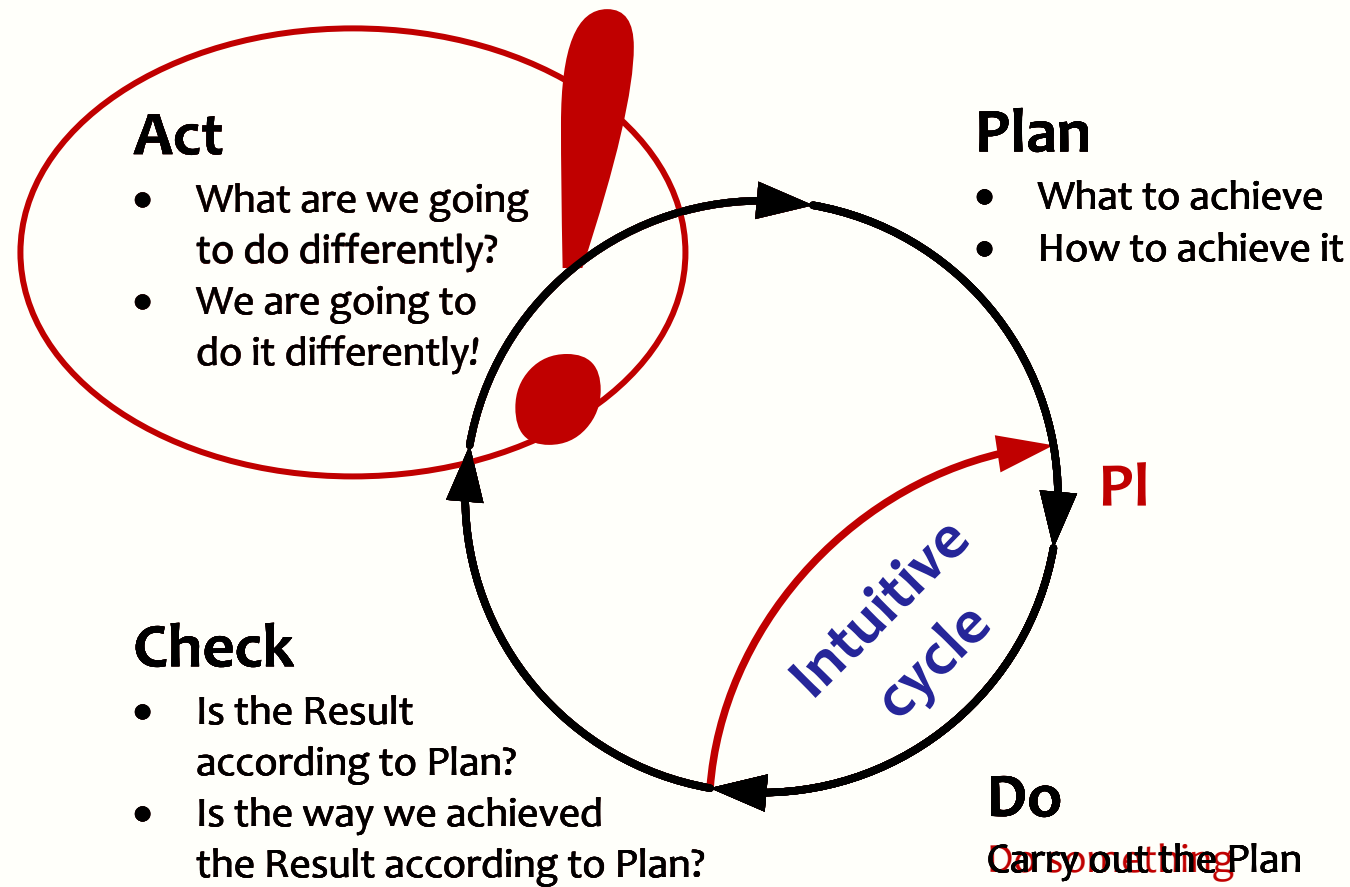 Act
• What are we going
to do differently?
• We are going to
do it differently!
Plan
• What to achieve
• How to achieve it
Pl
Intuitive
cycle
Check
• Is the Result
according to Plan?
• Is the way we achieved
the Result according to Plan?
Do
Do something
Carry out the Plan